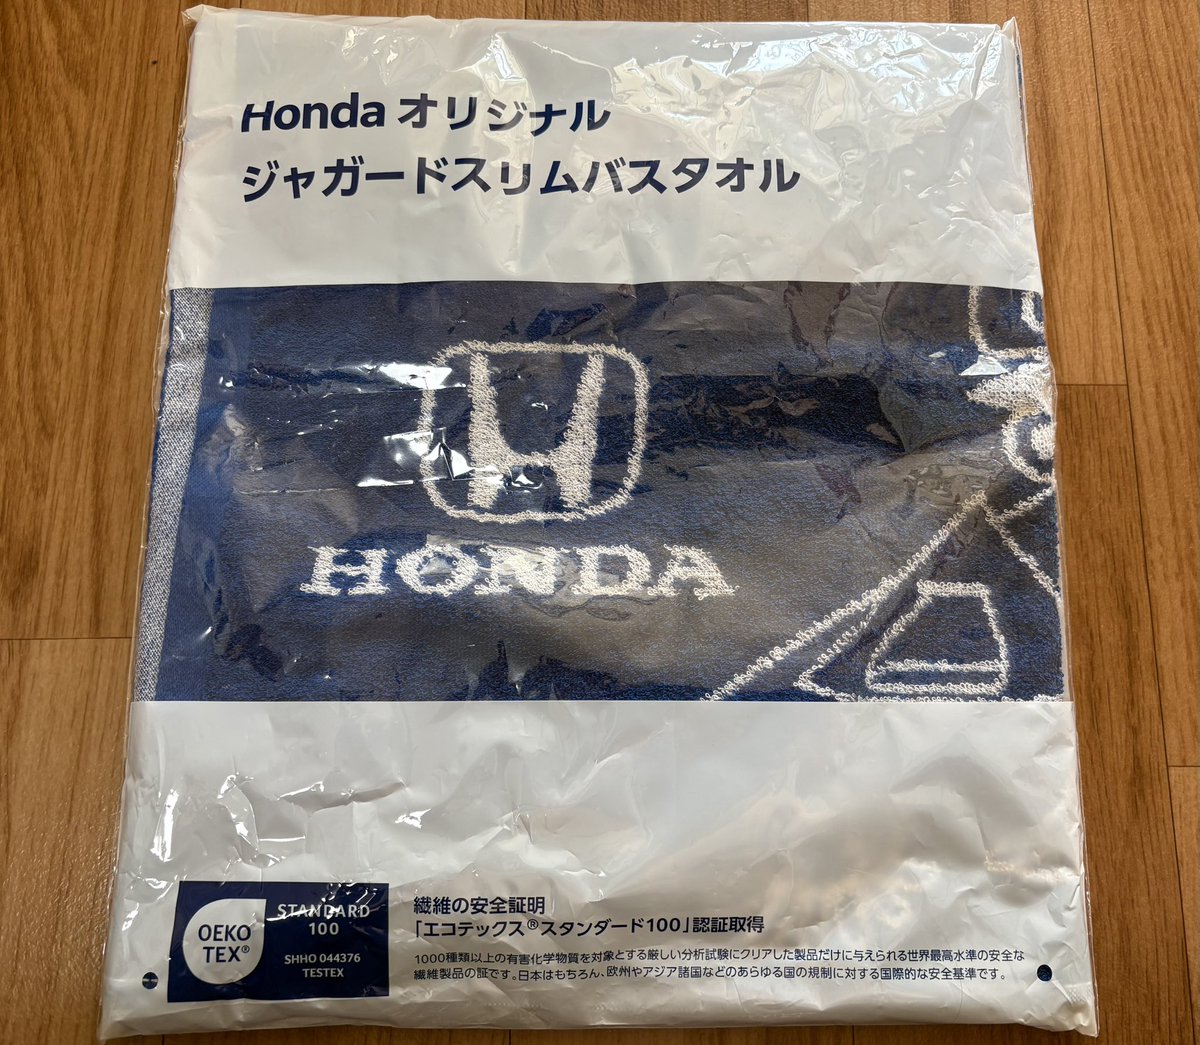 Honda オリジナル
ジャガードスリムバスタオル
HONDA
OEKO
TEX®
STANDARD
100
SHHO 044376
TESTEX
繊維の安全証明
「エコテックス®スタンダード100」認証取得
1000種類以上の有害化学物質を対象とする厳しい分析試験にクリアした製品だけに与えられる世界最高水準の安全な
繊維製品の証です。日本はもちろん、欧州やアジア諸国などのあらゆる国の規制に対する国際的な安全基準です。